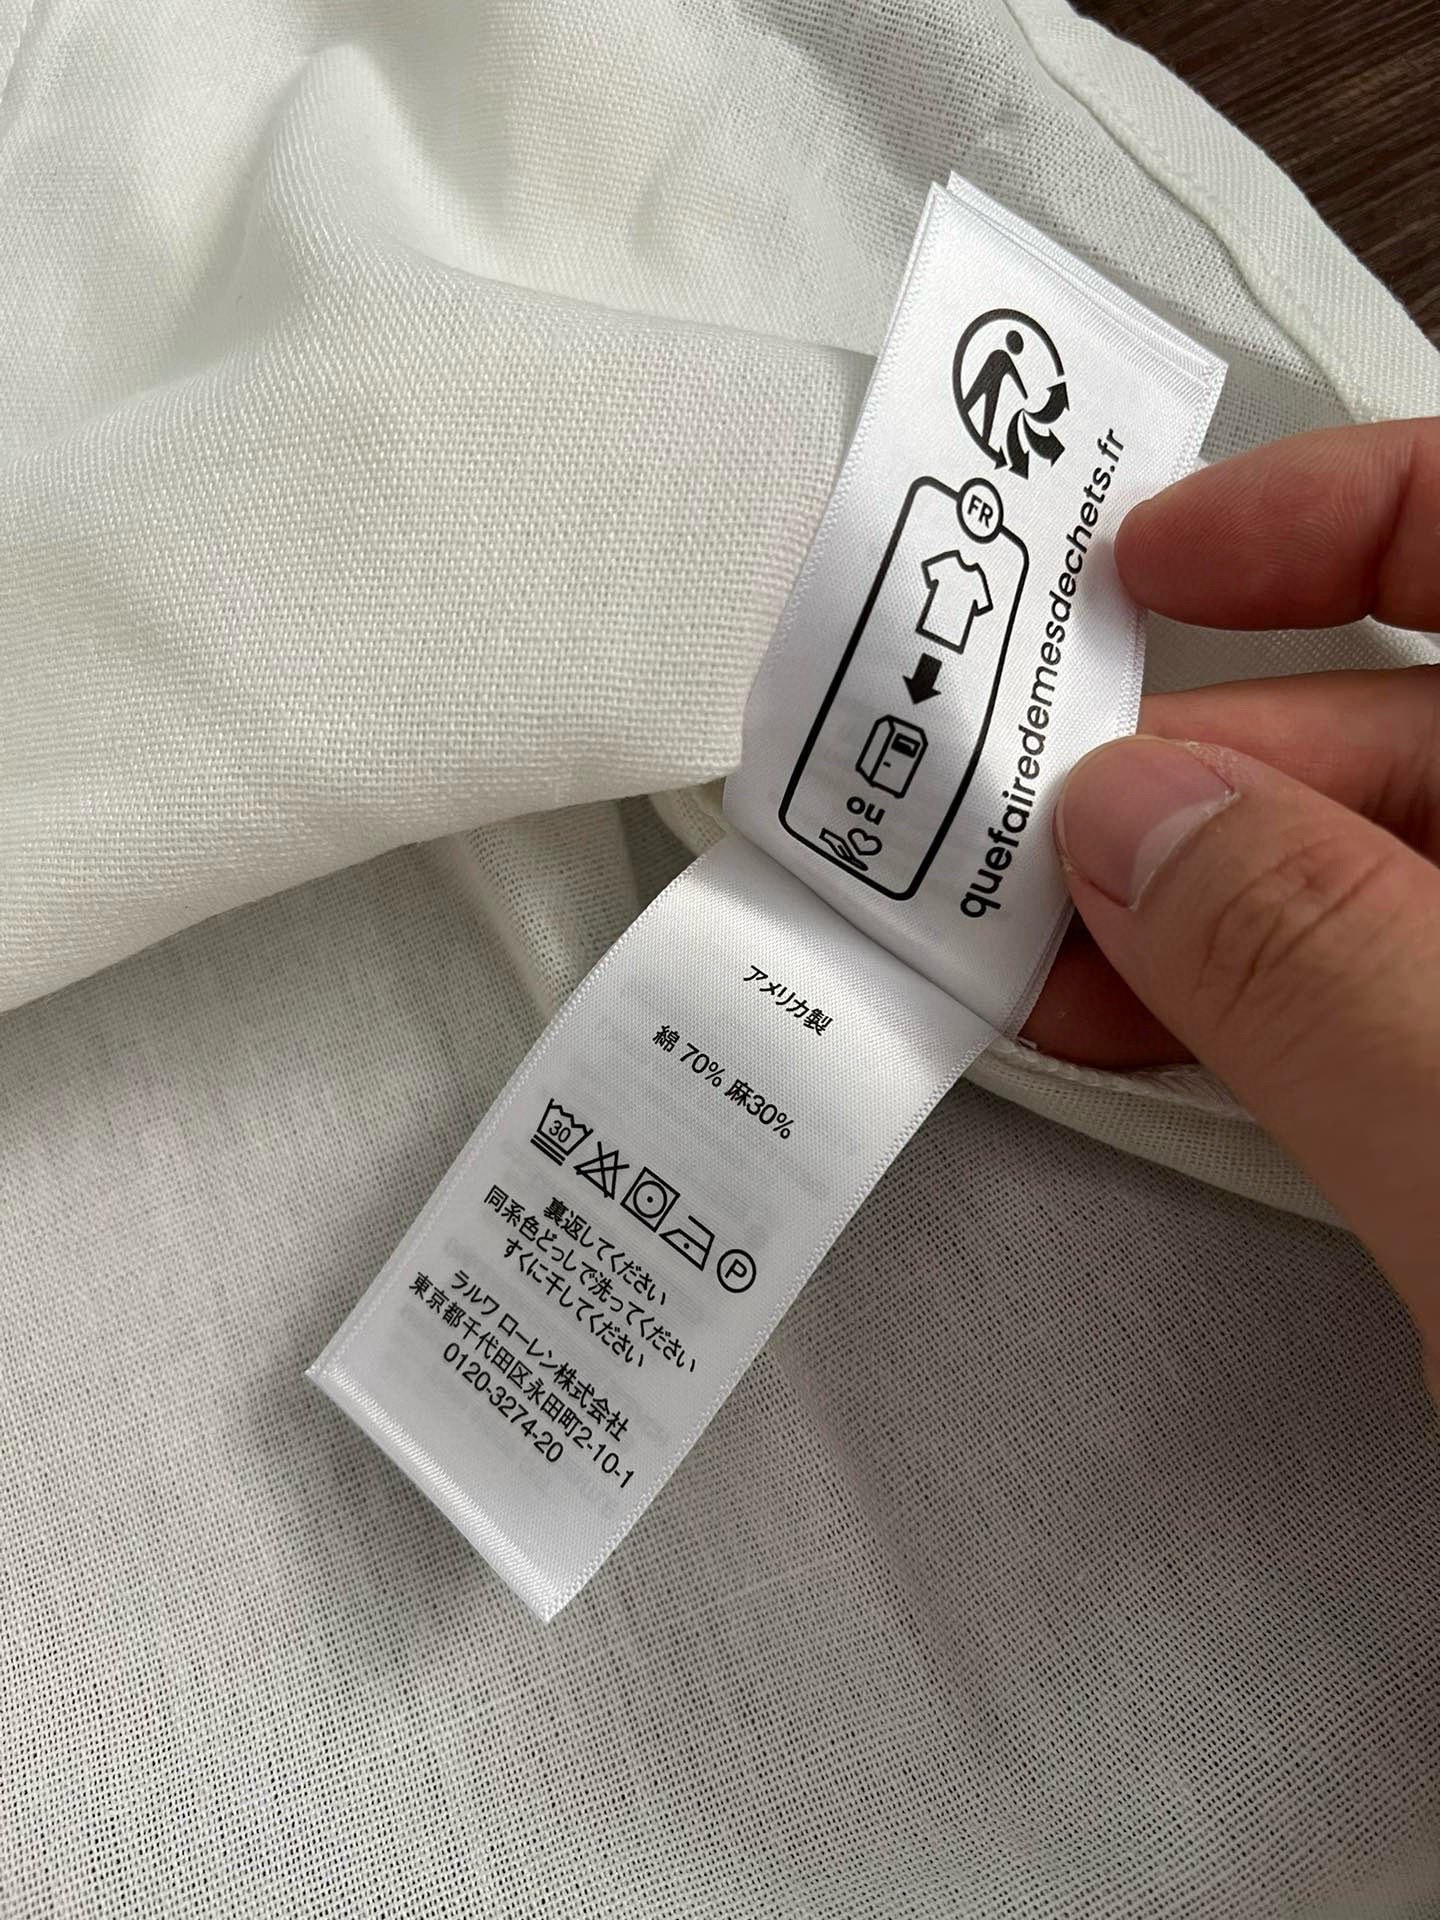 FR
ou
quefairedemesdechets.fr
アメリカ製
綿 70% 麻30%
30
P
裏返してください
同系色どっしで洗ってください
すぐに干してください
ラルワ ローレン株式会社
東京都千代田区永田町2-10-1
0120-3274-20